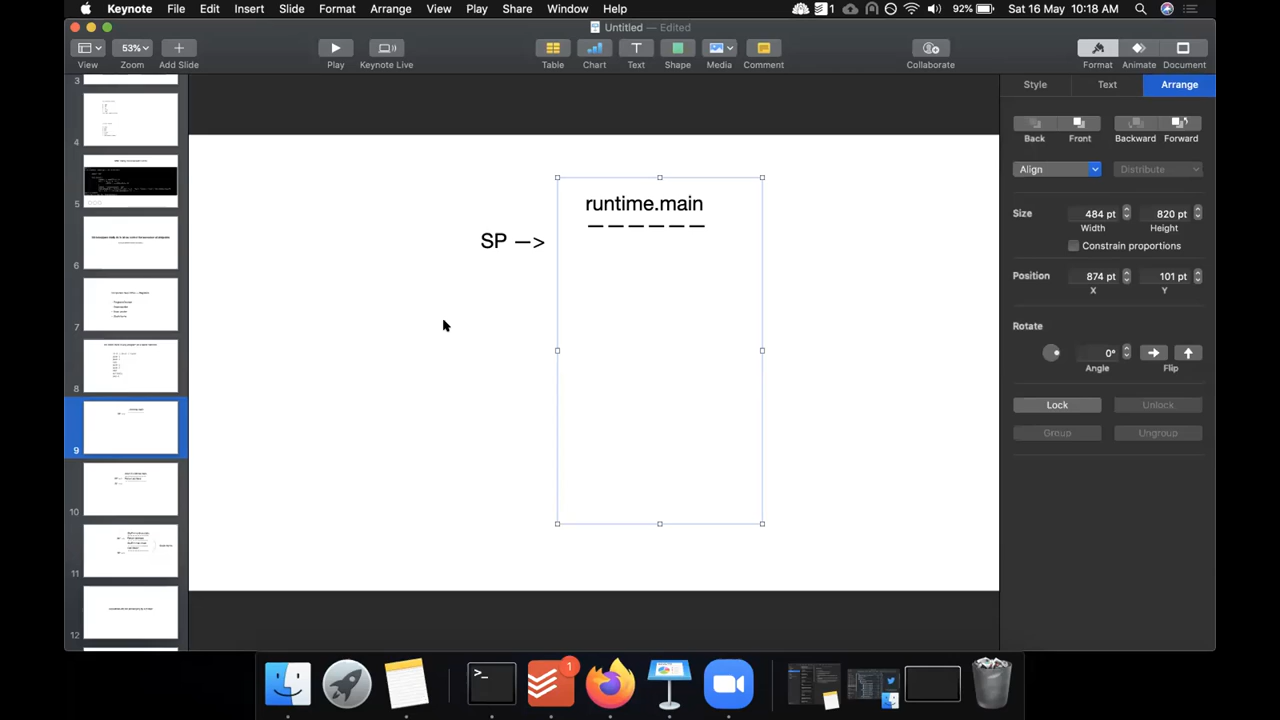 Keynote File Edit Insert Slide Format Arrange View Play Share Window Help 1 92% Sat 16 May 10:18 AM
Untitled — Edited
53%
View Zoom Add Slide Play Keynote Live Table Chart Text Shape Media Comment Collaborate Format Animate Document
Style Text Arrange
4
5
6
7
8
9
10
11
12
runtime.main
— — — — — —
SP —>
Back Front Backward Forward
Align Distribute
Size 484 pt 820 pt
Width Height
Constrain proportions
Position 874 pt 101 pt
X Y
Rotate 0°
Angle Flip
Lock Unlock
Group Ungroup
>_ 1